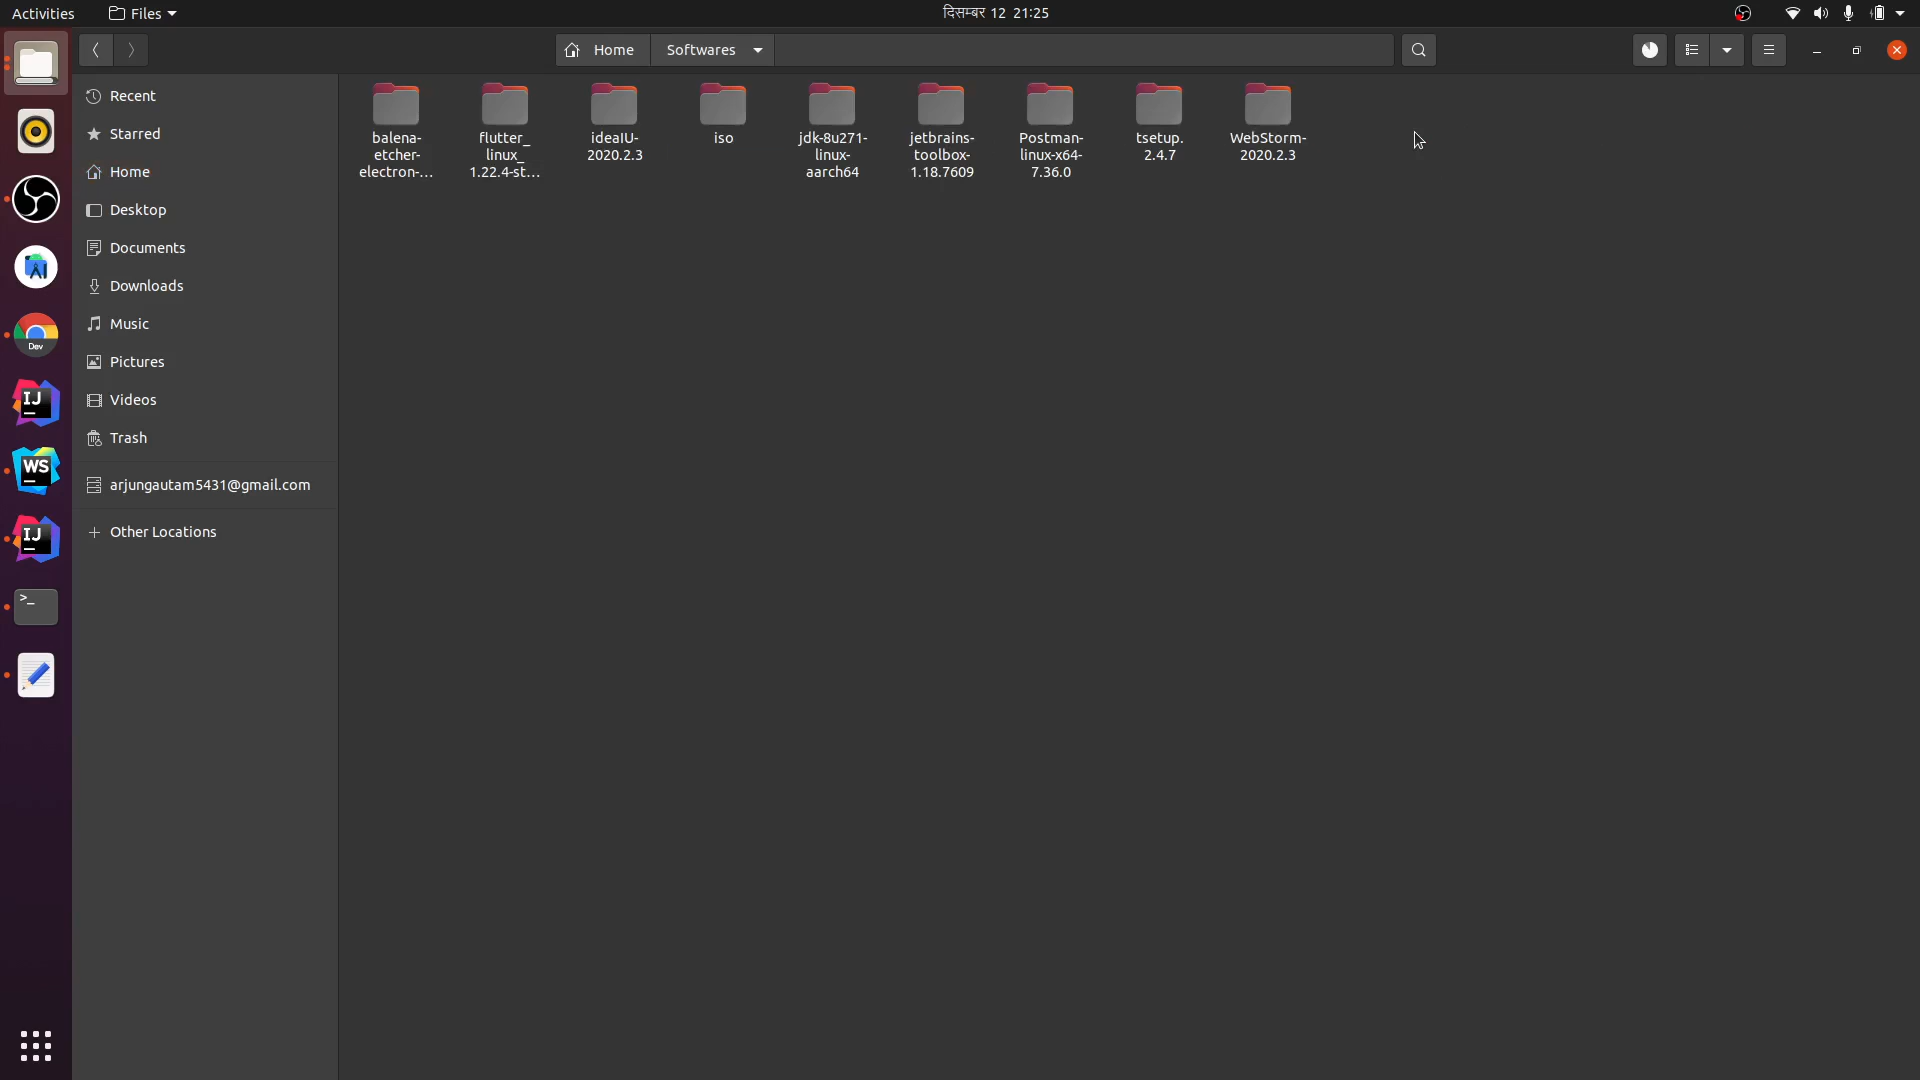 Activities
Files
दिसम्बर 12 21:25
Home
Softwares
Recent
Starred
Home
Desktop
Documents
Downloads
Music
Pictures
Videos
Trash
arjungautam5431@gmail.com
Other Locations
balena-
etcher-
electron-...
flutter_
linux_
1.22.4-st...
ideaIU-
2020.2.3
iso
jdk-8u271-
linux-
aarch64
jetbrains-
toolbox-
1.18.7609
Postman-
linux-x64-
7.36.0
tsetup.
2.4.7
WebStorm-
2020.2.3
Dev
IJ
WS
IJ
>_